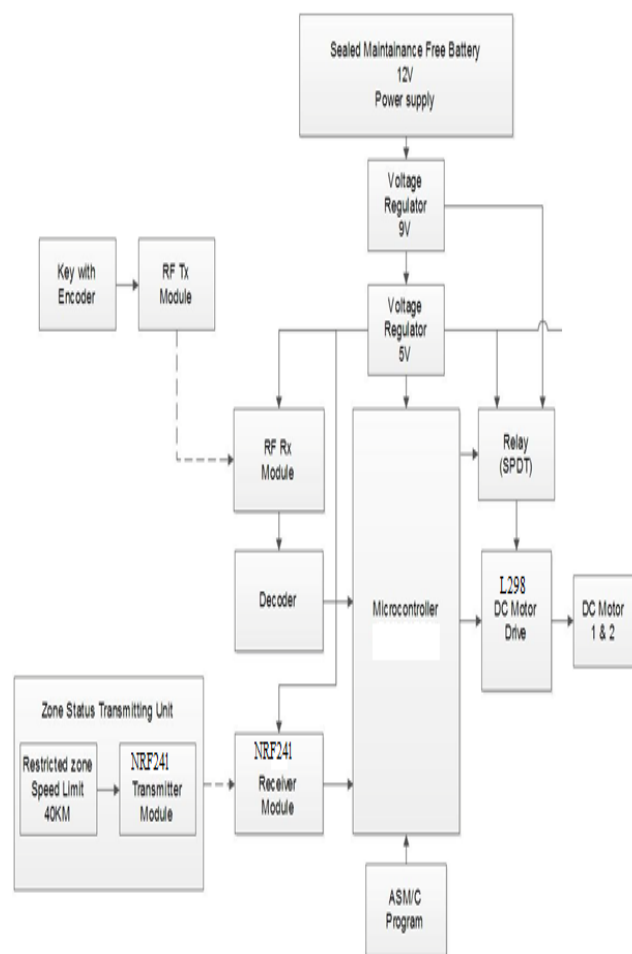 Sealed Maintainance Free Battery
12V
Power supply
Voltage
Regulator
9V
Key with
Encoder
RF Tx
Module
Voltage
Regulator
5V
RF Rx
Module
Relay
(SPDT)
Decoder
Microcontroller
L298
DC Motor
Drive
DC Motor
1 & 2
Zone Status Transmitting Unit
Restricted zone
Speed Limit
40KM
NRF241
Transmitter
Module
NRF241
Receiver
Module
ASM/C
Program